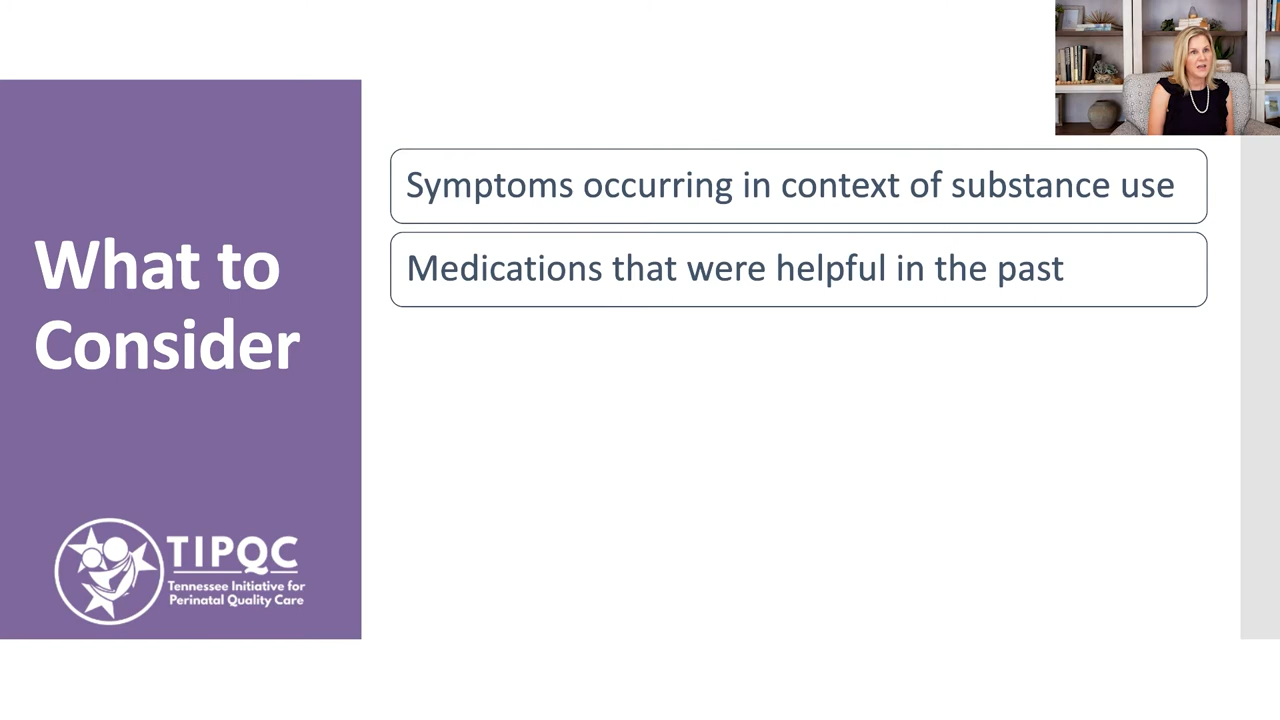 What to
Consider
Symptoms occurring in context of substance use
Medications that were helpful in the past
TIPQC
Tennessee Initiative for
Perinatal Quality Care